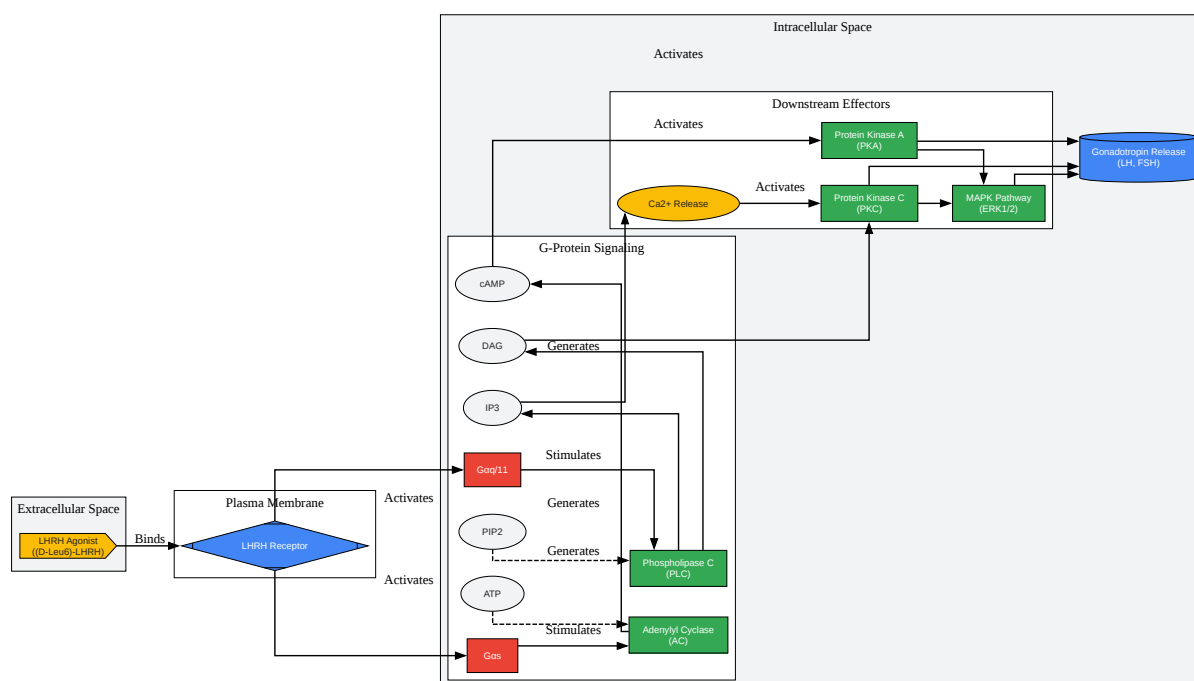 Intracellular Space
Activates
Downstream Effectors
Activates
Protein Kinase A
(PKA)
Gonadotropin Release
(LH, FSH)
Ca2+ Release
Activates
Protein Kinase C
(PKC)
MAPK Pathway
(ERK1/2)
G-Protein Signaling
cAMP
DAG
Generates
IP3
Gαq/11
Stimulates
Activates
Generates
PIP2
Generates
Phospholipase C
(PLC)
Extracellular Space
LHRH Agonist
((D-Leu6)-LHRH)
Binds
Plasma Membrane
LHRH Receptor
Activates
ATP
Stimulates
Adenylyl Cyclase
(AC)
Gαs